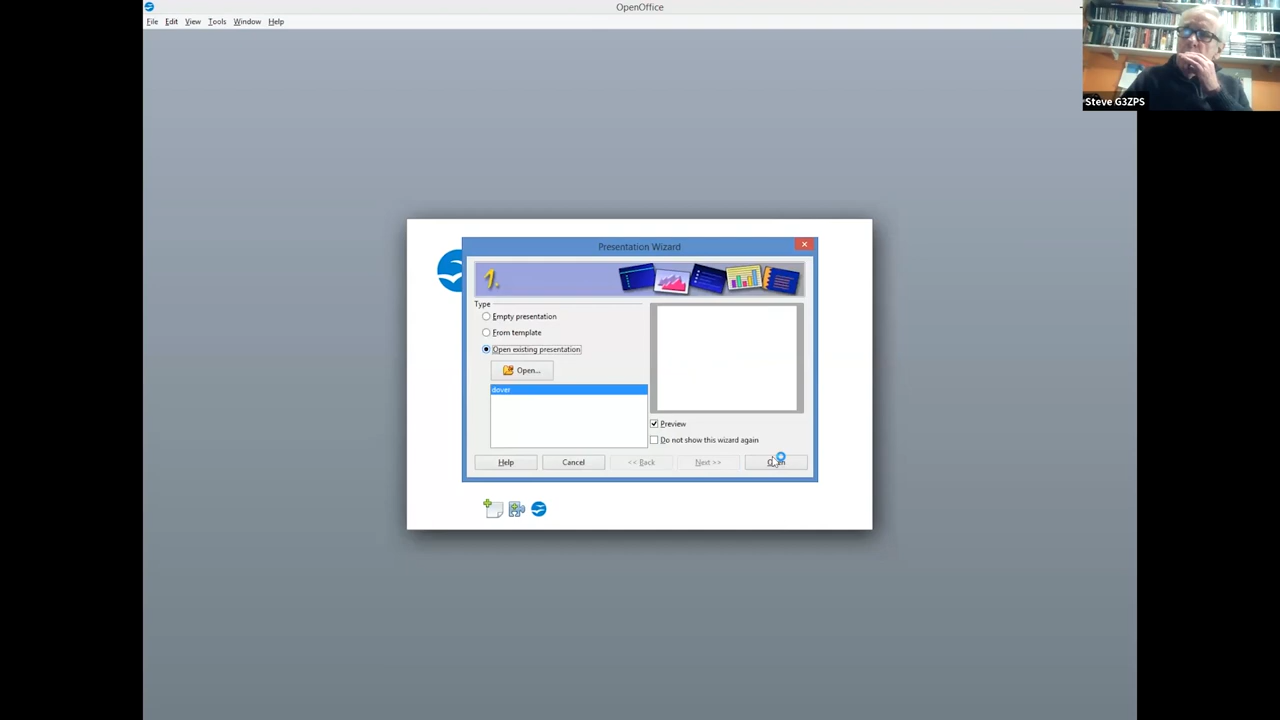 OpenOffice
File Edit View Tools Window Help
Steve G3ZPS
Presentation Wizard
1.
Type
Empty presentation
From template
Open existing presentation
Open...
dover
Preview
Do not show this wizard again
Help Cancel << Back Next >>